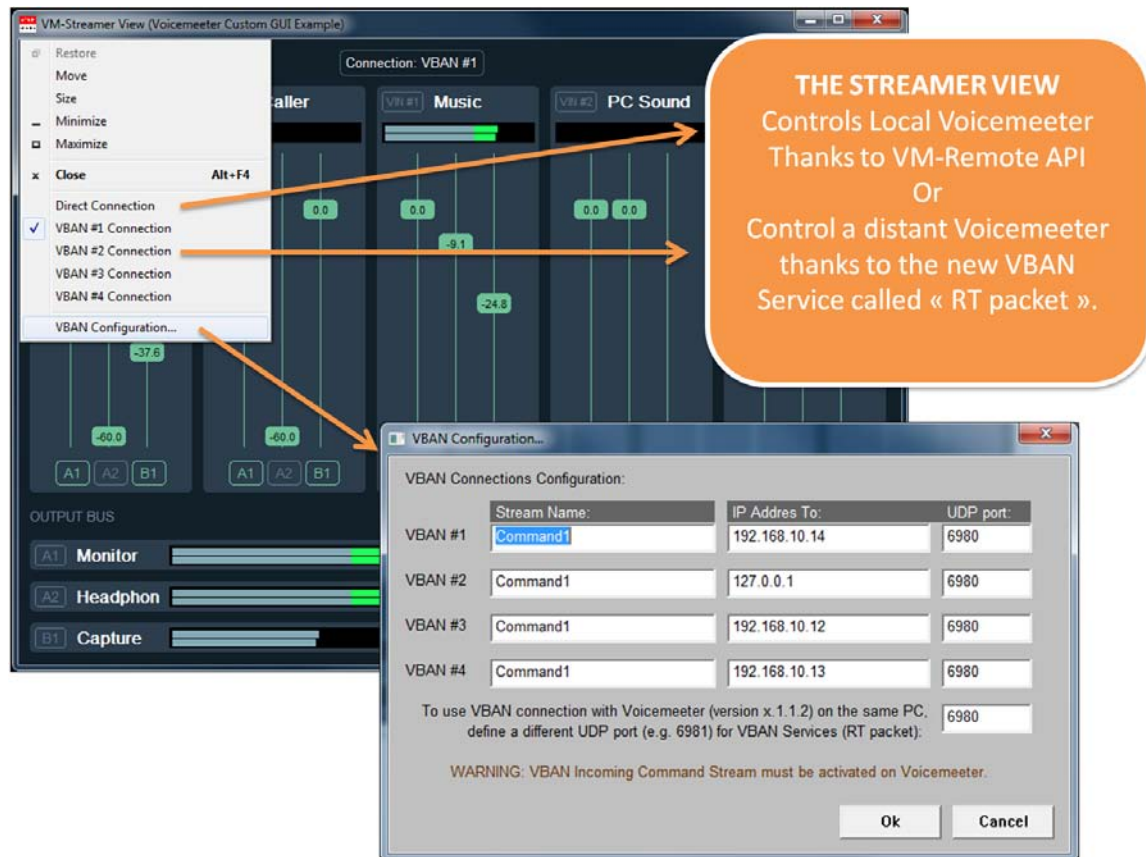 VM-Streamer View (Voicemeeter Custom GUI Example)
Restore
Move
Size
Minimize
Maximize
Close Alt+F4
Direct Connection
VBAN #1 Connection
VBAN #2 Connection
VBAN #3 Connection
VBAN #4 Connection
VBAN Configuration...
Connection: VBAN #1
aller
VIN #1 Music
VIN #2 PC Sound
0.0
0.0
-9.1
-24.8
0.0 0.0
-37.6
-60.0
-60.0
A1 A2 B1
A1 A2 B1
OUTPUT BUS
A1 Monitor
A2 Headphon
B1 Capture
THE STREAMER VIEW
Controls Local Voicemeeter
Thanks to VM-Remote API
Or
Control a distant Voicemeeter
thanks to the new VBAN
Service called « RT packet ».
VBAN Configuration...
VBAN Connections Configuration:
Stream Name: IP Addres To: UDP port:
VBAN #1 Command1 192.168.10.14 6980
VBAN #2 Command1 127.0.0.1 6980
VBAN #3 Command1 192.168.10.12 6980
VBAN #4 Command1 192.168.10.13 6980
To use VBAN connection with Voicemeeter (version x.1.1.2) on the same PC, 6980
define a different UDP port (e.g. 6981) for VBAN Services (RT packet):
WARNING: VBAN Incoming Command Stream must be activated on Voicemeeter.
Ok Cancel